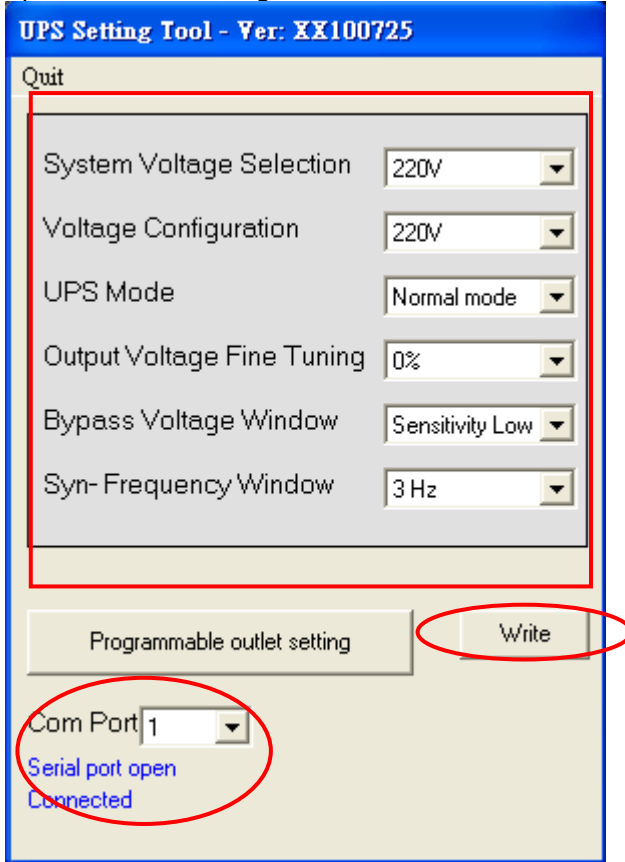 UPS Setting Tool - Ver: XX100725
Quit
System Voltage Selection 220V
Voltage Configuration 220V
UPS Mode Normal mode
Output Voltage Fine Tuning 0%
Bypass Voltage Window Sensitivity Low
Syn- Frequency Window 3 Hz
Programmable outlet setting Write
Com Port 1
Serial port open
Connected